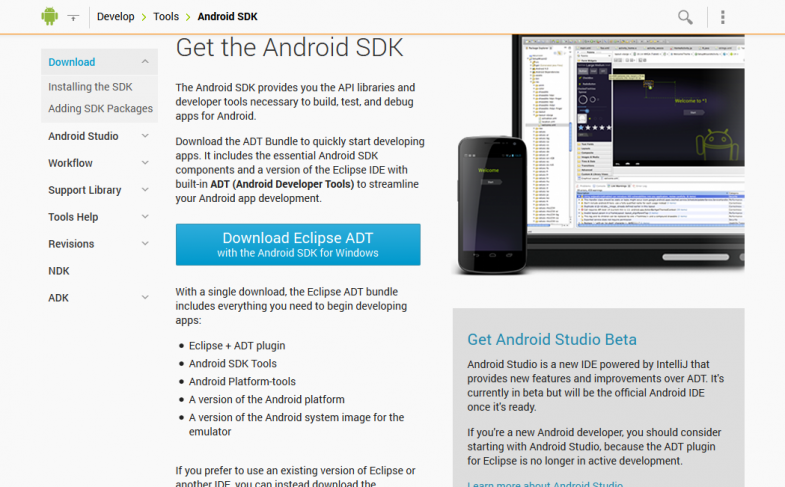 Develop > Tools > Android SDK
Download
Installing the SDK
Adding SDK Packages
Android Studio
Workflow
Support Library
Tools Help
Revisions
NDK
ADK
Get the Android SDK
The Android SDK provides you the API libraries and
developer tools necessary to build, test, and debug
apps for Android.
Download the ADT Bundle to quickly start developing
apps. It includes the essential Android SDK
components and a version of the Eclipse IDE with
built-in ADT (Android Developer Tools) to streamline
your Android app development.
Download Eclipse ADT
with the Android SDK for Windows
With a single download, the Eclipse ADT bundle
includes everything you need to begin developing
apps:
• Eclipse + ADT plugin
• Android SDK Tools
• Android Platform-tools
• A version of the Android platform
• A version of the Android system image for the
emulator
If you prefer to use an existing version of Eclipse or
another IDE, you can instead download the
Welcome
Get Android Studio Beta
Android Studio is a new IDE powered by IntelliJ that
provides new features and improvements over ADT. It's
currently in beta but will be the official Android IDE
once it's ready.
If you're a new Android developer, you should consider
starting with Android Studio, because the ADT plugin
for Eclipse is no longer in active development.
Learn more about Android Studio